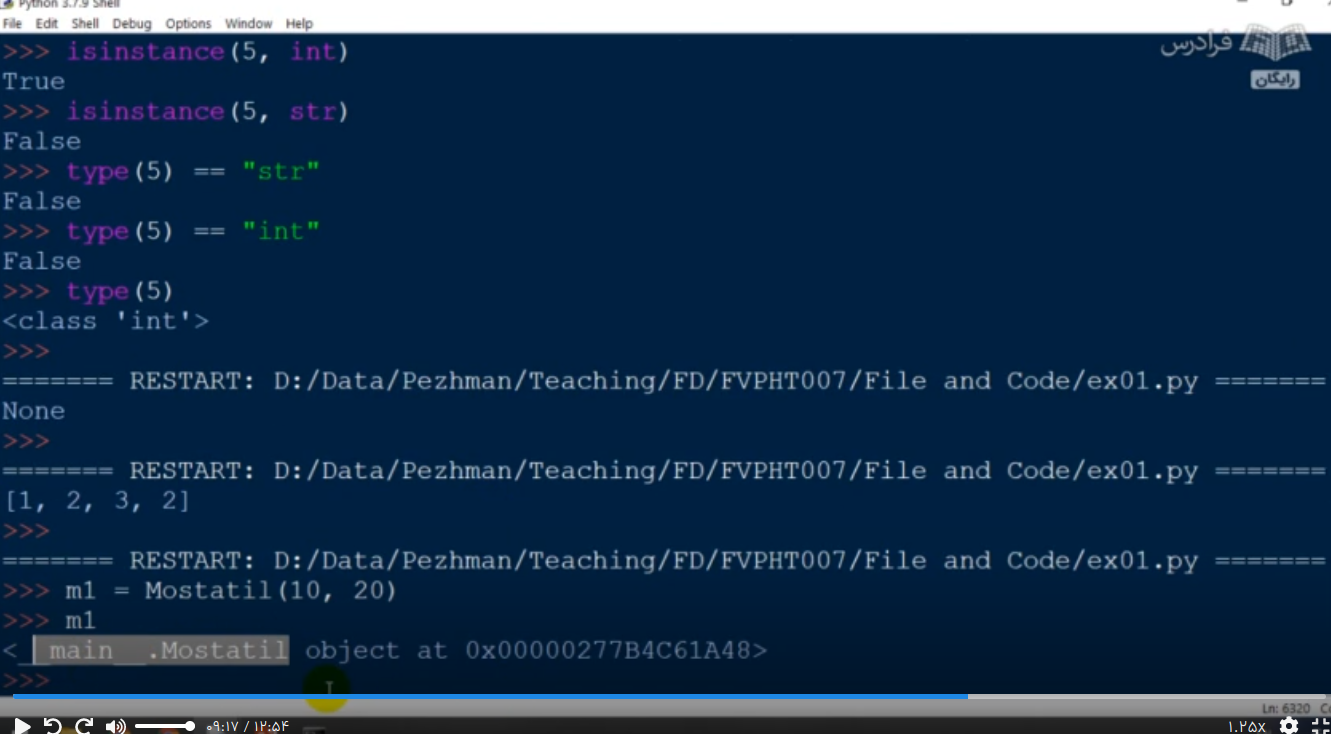 Python 3.7.9 Shell
File Edit Shell Debug Options Window Help
فرادرس
رایگان
>>> isinstance(5, int)
True
>>> isinstance(5, str)
False
>>> type(5) == "str"
False
>>> type(5) == "int"
False
>>> type(5)
<class 'int'>
>>>
======= RESTART: D:/Data/Pezhman/Teaching/FD/FVPHT007/File and Code/ex01.py =======
None
>>>
======= RESTART: D:/Data/Pezhman/Teaching/FD/FVPHT007/File and Code/ex01.py =======
[1, 2, 3, 2]
>>>
======= RESTART: D:/Data/Pezhman/Teaching/FD/FVPHT007/File and Code/ex01.py =======
>>> m1 = Mostatil(10, 20)
>>> m1
<__main__.Mostatil object at 0x00000277B4C61A48>
>>>
Ln: 6320
۰۹:۱۷ / ۱۲:۵۴
۱.۲۵x